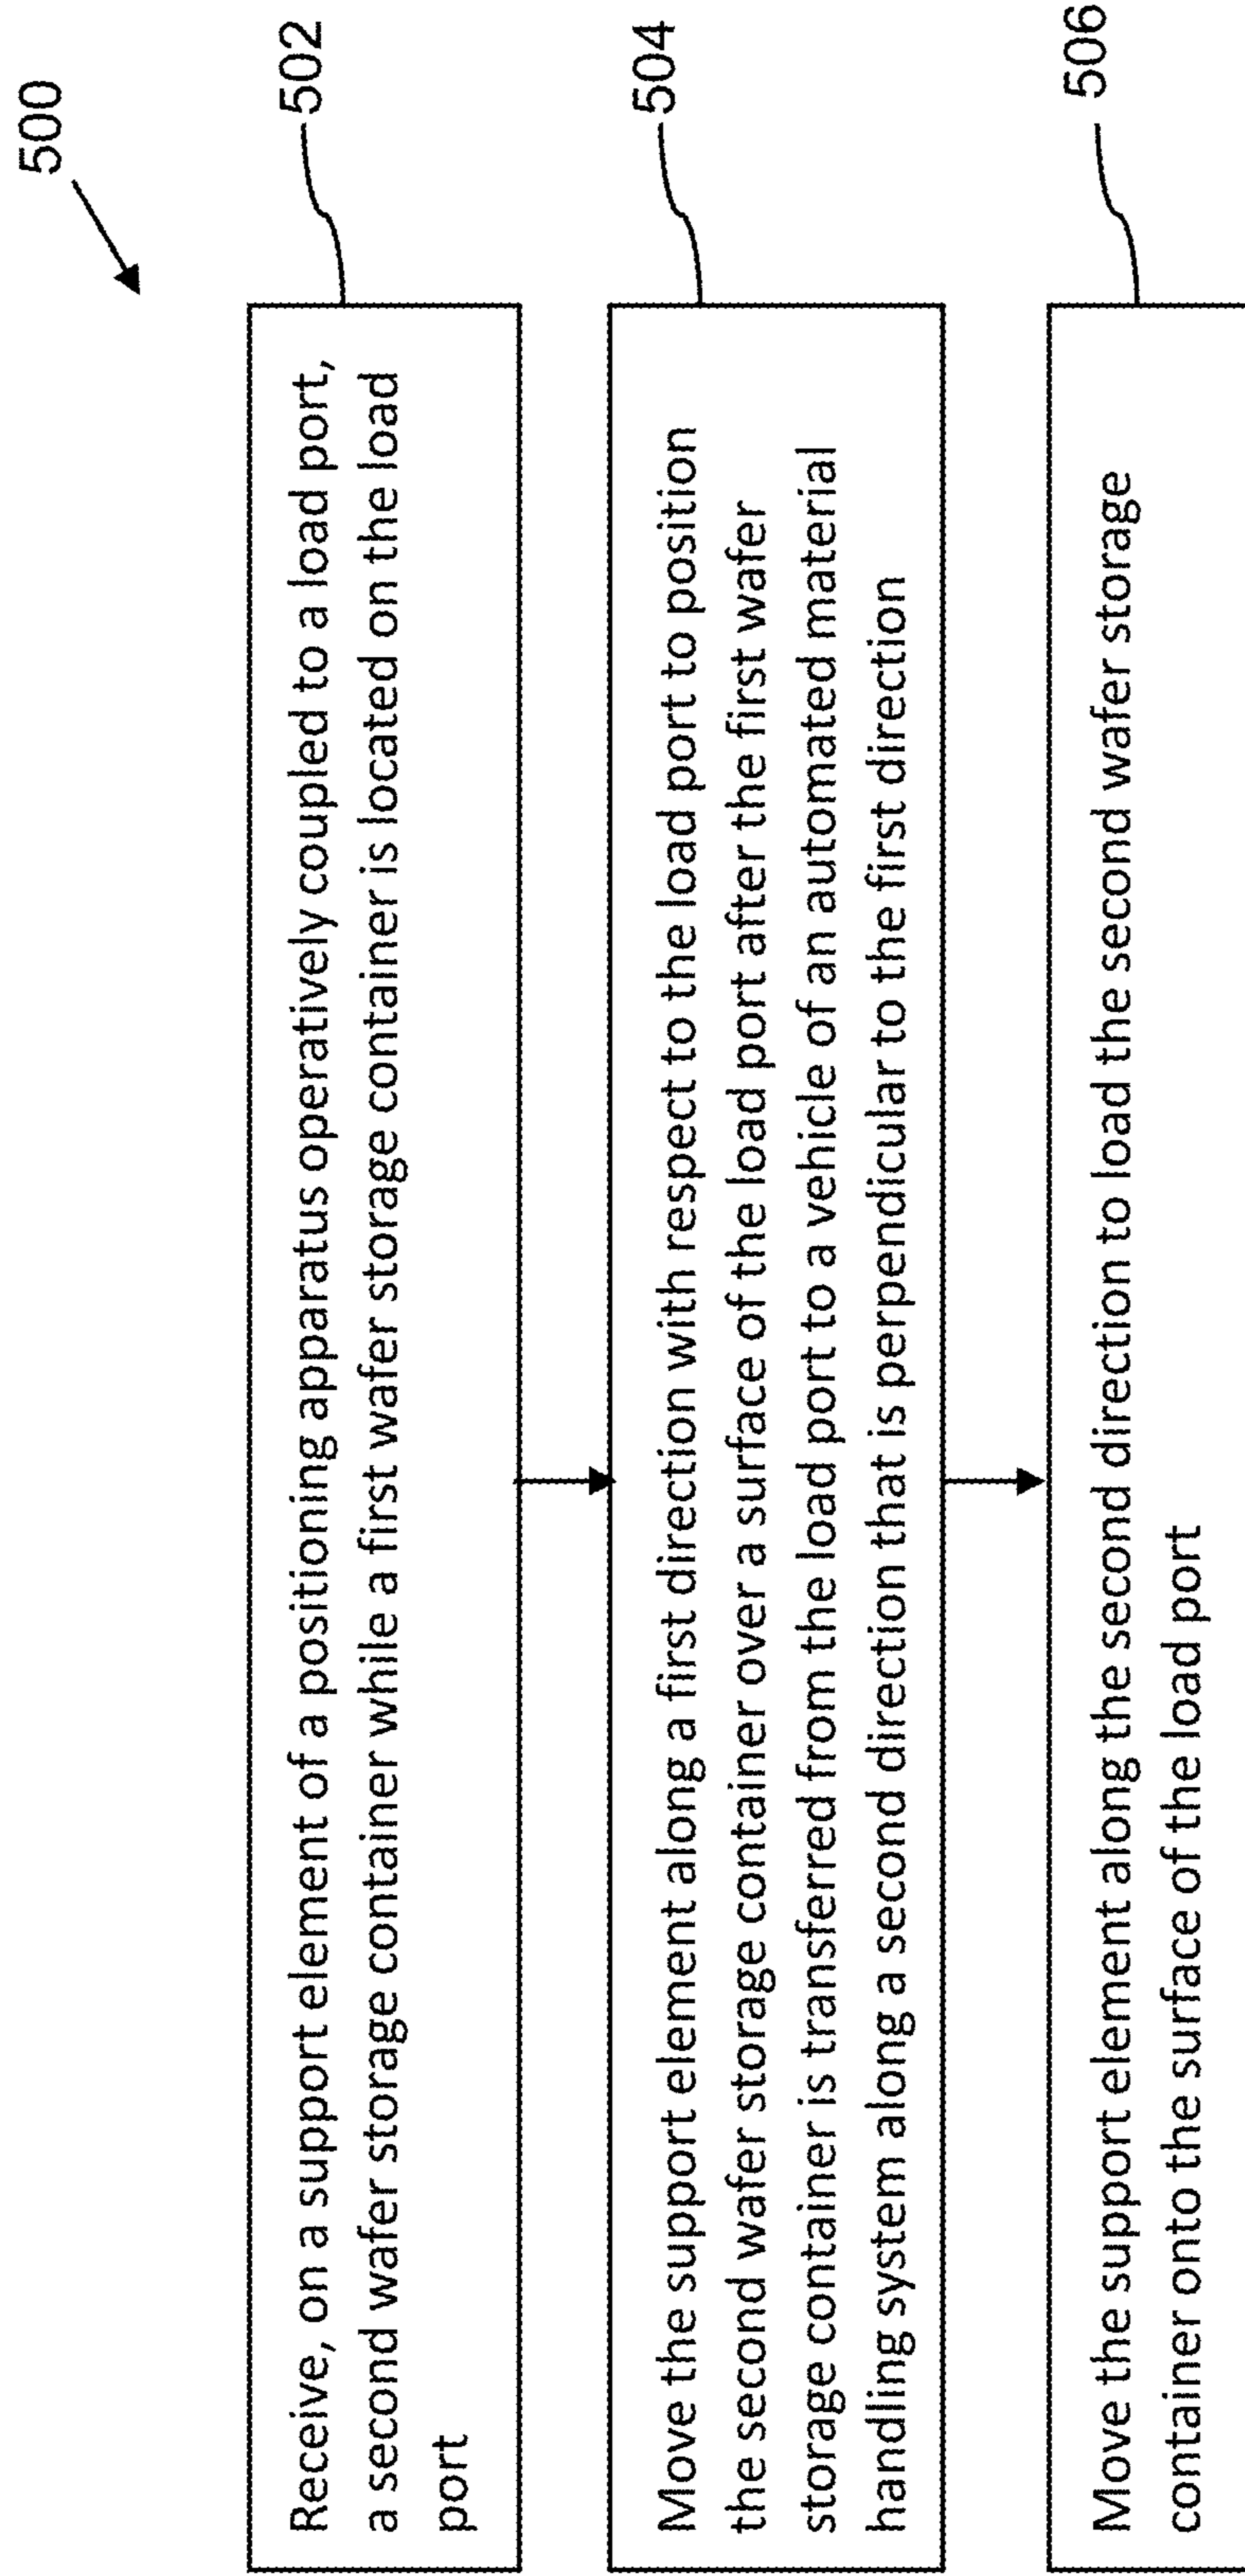 500
502
Receive, on a support element of a positioning apparatus operatively coupled to a load port,
a second wafer storage container while a first wafer storage container is located on the load
port
504
Move the support element along a first direction with respect to the load port to position
the second wafer storage container over a surface of the load port after the first wafer
storage container is transferred from the load port to a vehicle of an automated material
handling system along a second direction that is perpendicular to the first direction
506
Move the support element along the second direction to load the second wafer storage
container onto the surface of the load port